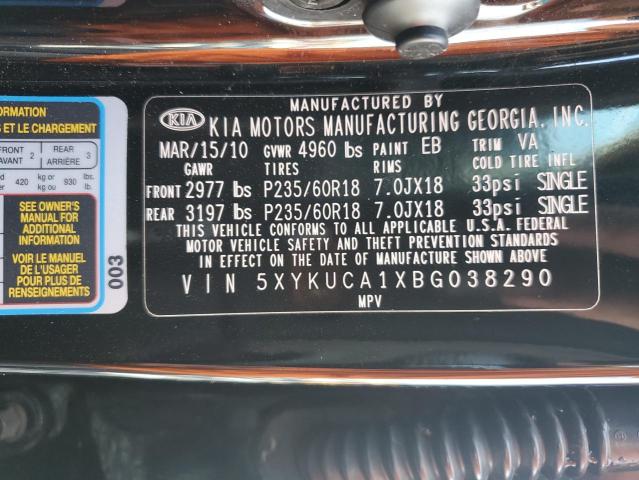 ORMATION
S ET LE CHARGEMENT
FRONT 2 REAR 3
AVANT ARRIÈRE
420 kg or 930 lbs.
kg ou lb.
SEE OWNER'S
MANUAL FOR
ADDITIONAL
INFORMATION
VOIR LE MANUEL
DE L'USAGER
POUR PLUS DE
RENSEIGNEMENTS
003
MANUFACTURED BY
KIA KIA MOTORS MANUFACTURING GEORGIA, INC.
MAR/15/10 GVWR 4960 lbs PAINT EB TRIM VA
GAWR TIRES RIMS COLD TIRE INFL
FRONT 2977 lbs P235/60R18 7.0JX18 33psi SINGLE
REAR 3197 lbs P235/60R18 7.0JX18 33psi SINGLE
THIS VEHICLE CONFORMS TO ALL APPLICABLE U.S.A. FEDERAL
MOTOR VEHICLE SAFETY AND THEFT PREVENTION STANDARDS
IN EFFECT ON THE DATE OF MANUFACTURE SHOWN ABOVE
VIN 5XYKUCA1XBG038290
MPV